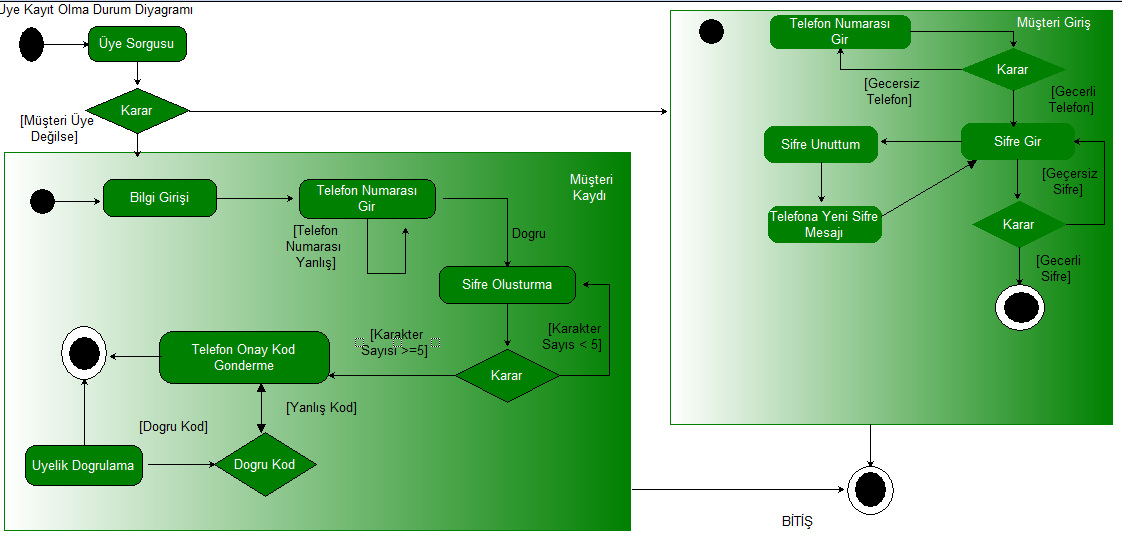 Uye Kayıt Olma Durum Diyagramı
Üye Sorgusu
Karar
[Müşteri Üye
Değilse]
Müşteri Giriş
Telefon Numarası
Gir
Karar
[Gecersiz
Telefon]
[Gecerli
Telefon]
Sifre Unuttum
Sifre Gir
[Geçersiz
Sifre]
Telefona Yeni Sifre
Mesajı
Karar
[Gecerli
Sifre]
Müşteri
Kaydı
Bilgi Girişi
Telefon Numarası
Gir
[Telefon
Numarası
Yanlış]
Dogru
Sifre Olusturma
[Karakter
Sayısi >=5]
[Karakter
Sayıs < 5]
Karar
Telefon Onay Kod
Gonderme
[Yanlış Kod]
[Dogru Kod]
Uyelik Dogrulama
Dogru Kod
BİTİŞ